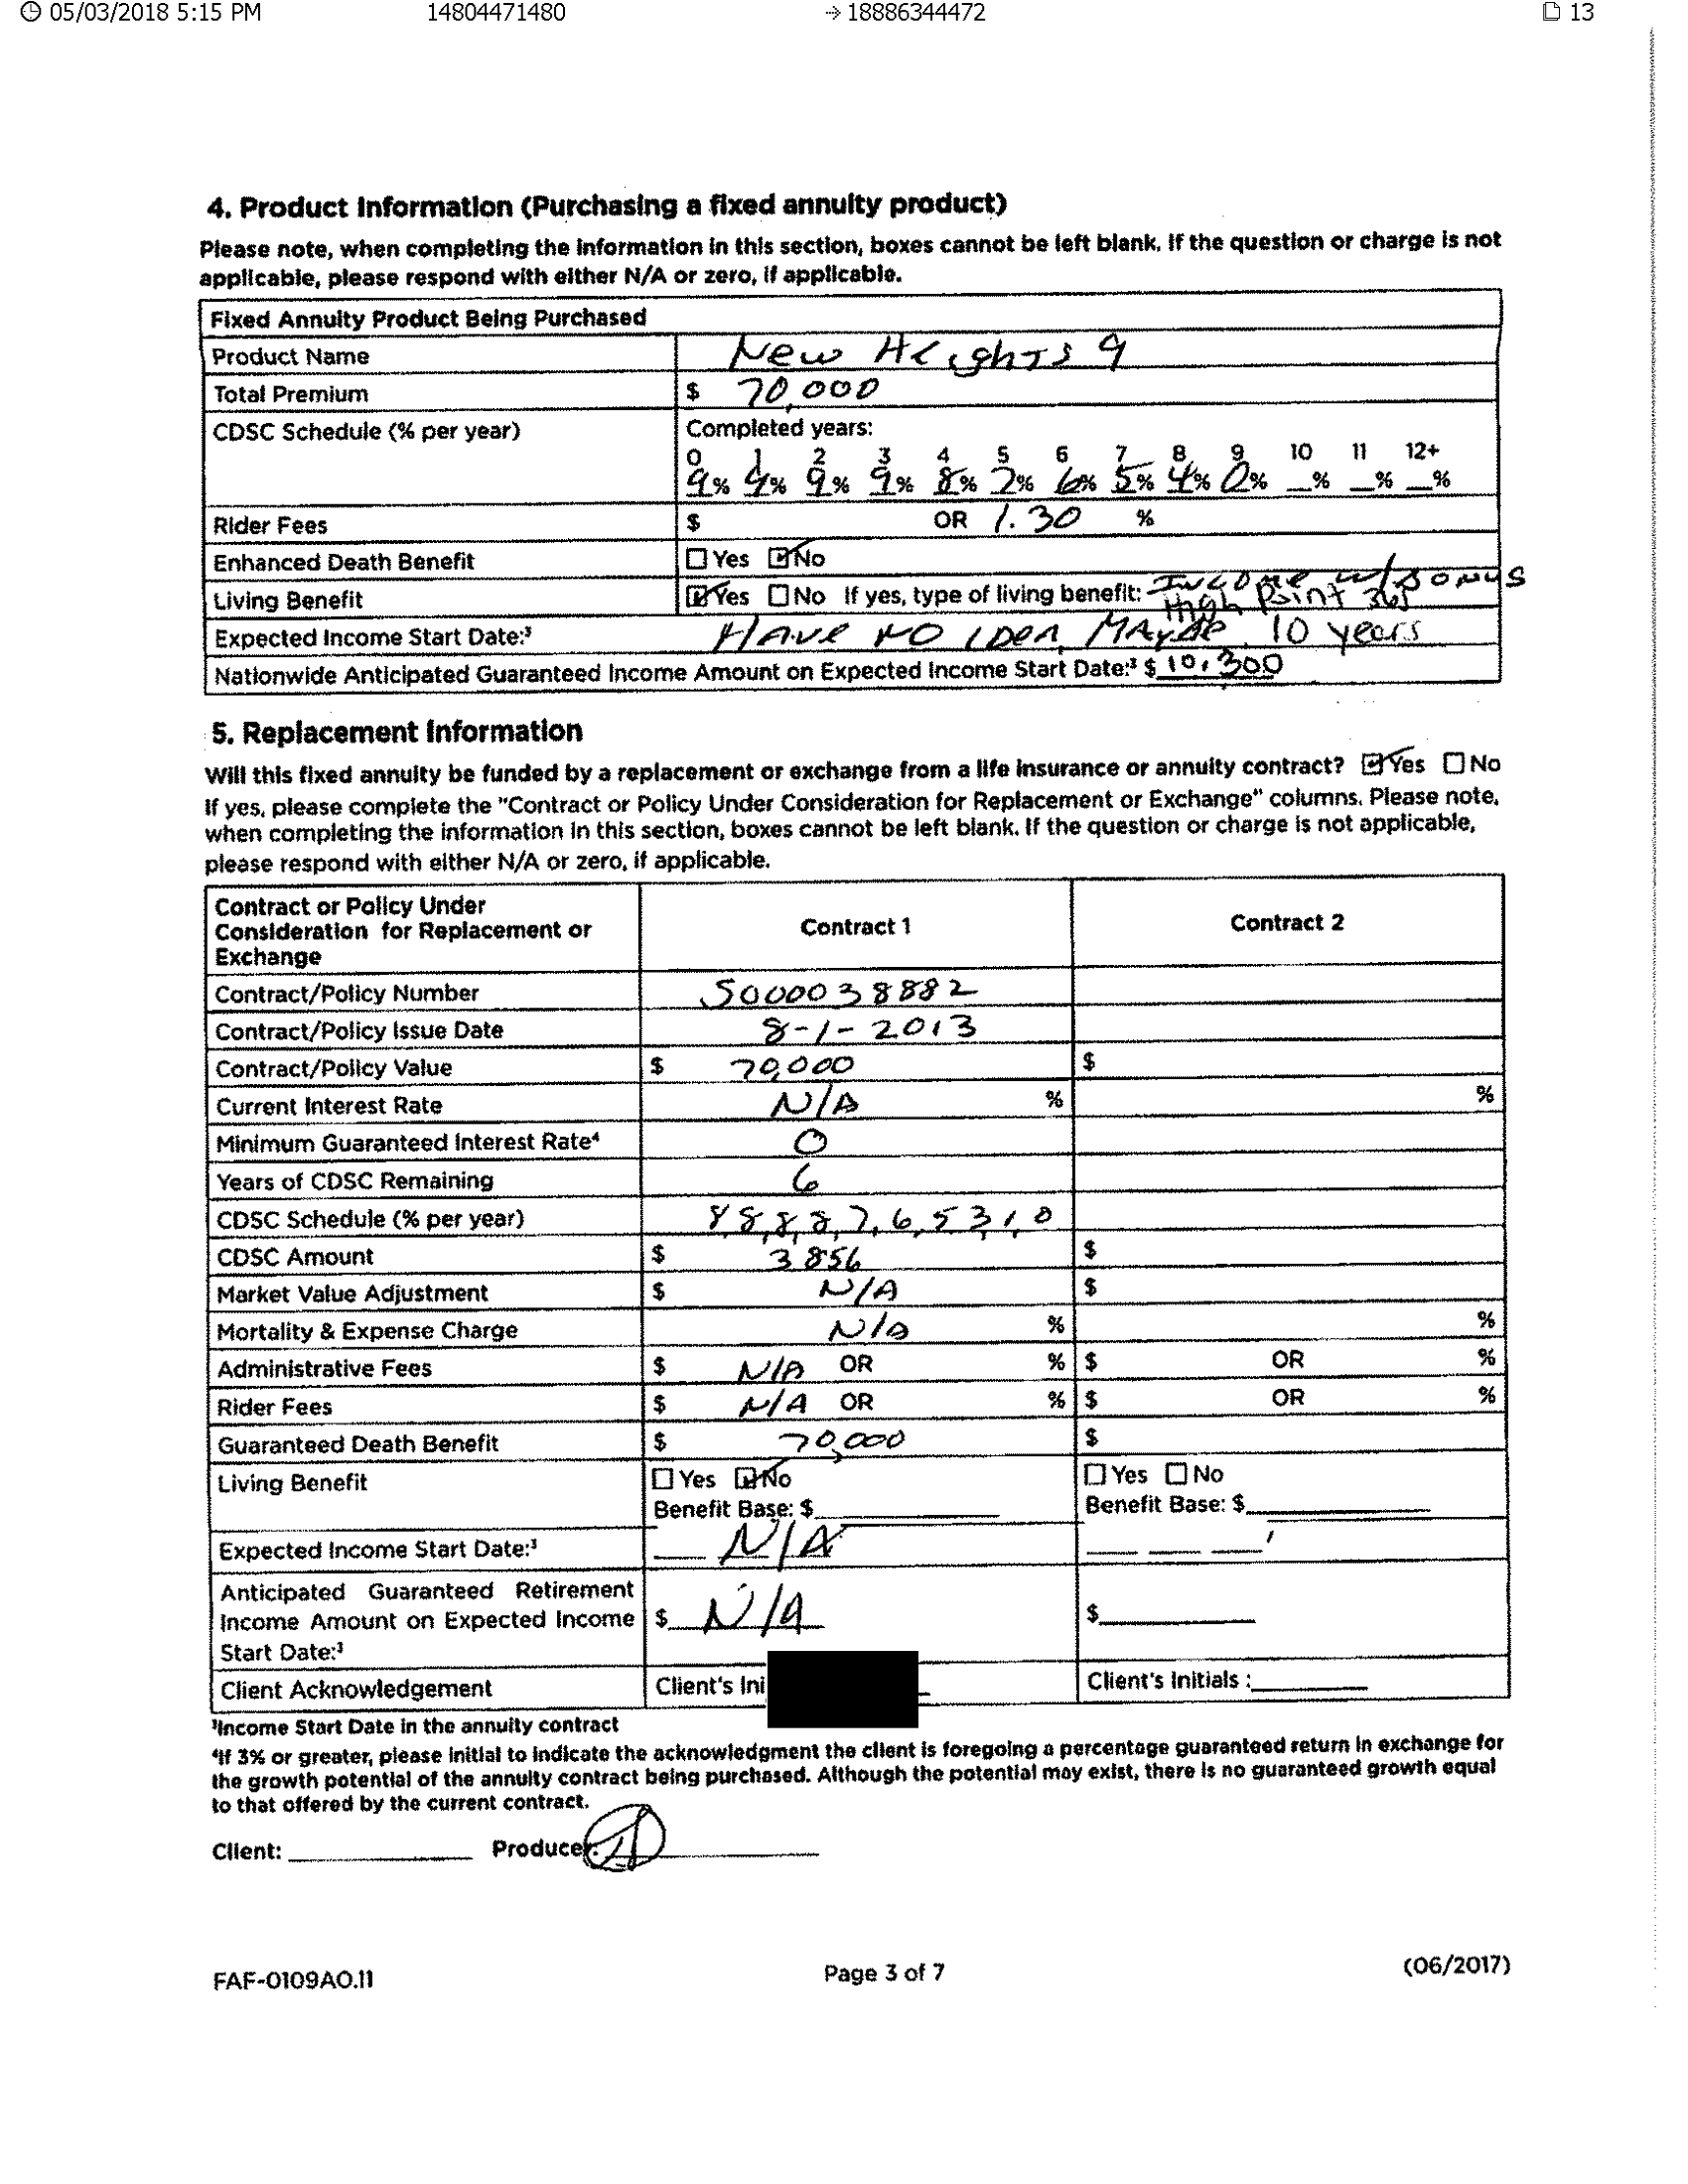 05/03/2018 5:15 PM 14804471480 → 18886344472 13
4. Product Information (Purchasing a fixed annuity product)
Please note, when completing the information in this section, boxes cannot be left blank. If the question or charge is not
applicable, please respond with either N/A or zero, if applicable.
Fixed Annuity Product Being Purchased
Product Name New Heights 9
Total Premium $ 70,000
CDSC Schedule (% per year) Completed years:
0 1 2 3 4 5 6 7 8 9 10 11 12+
9% 9% 9% 9% 8% 7% 6% 5% 4% 0% _% _% _%
Rider Fees $ OR 1.30 %
Enhanced Death Benefit Yes No
Living Benefit Yes No If yes, type of living benefit: Income w/ Bonus
High Point 365
Expected Income Start Date:³ HAVE NO IDEA, MAYBE 10 years
Nationwide Anticipated Guaranteed Income Amount on Expected Income Start Date:³ $ 10,300
5. Replacement Information
Will this fixed annuity be funded by a replacement or exchange from a life insurance or annuity contract? Yes No
If yes, please complete the "Contract or Policy Under Consideration for Replacement or Exchange" columns. Please note,
when completing the information in this section, boxes cannot be left blank. If the question or charge is not applicable,
please respond with either N/A or zero, if applicable.
Contract or Policy Under
Consideration for Replacement or
Exchange
Contract 1 Contract 2
Contract/Policy Number 5000038882
Contract/Policy Issue Date 8-1-2013
Contract/Policy Value $ 70,000 $
Current Interest Rate N/A % %
Minimum Guaranteed Interest Rate⁴ 0
Years of CDSC Remaining 6
CDSC Schedule (% per year) 8,8,8,8,7,6,5,3,1,0
CDSC Amount $ 3856 $
Market Value Adjustment $ N/A $
Mortality & Expense Charge N/A % %
Administrative Fees $ N/A OR % $ OR %
Rider Fees $ N/A OR % $ OR %
Guaranteed Death Benefit $ 70,000 $
Living Benefit Yes No Yes No
Benefit Base: $ Benefit Base: $
Expected Income Start Date:³ N/A
Anticipated Guaranteed Retirement
Income Amount on Expected Income $ N/A $
Start Date:³
Client Acknowledgement Client's Ini Client's Initials :
³Income Start Date in the annuity contract
⁴If 3% or greater, please initial to indicate the acknowledgment the client is foregoing a percentage guaranteed return in exchange for
the growth potential of the annuity contract being purchased. Although the potential may exist, there is no guaranteed growth equal
to that offered by the current contract.
Client: Producer:
FAF-0109AO.11 Page 3 of 7 (06/2017)